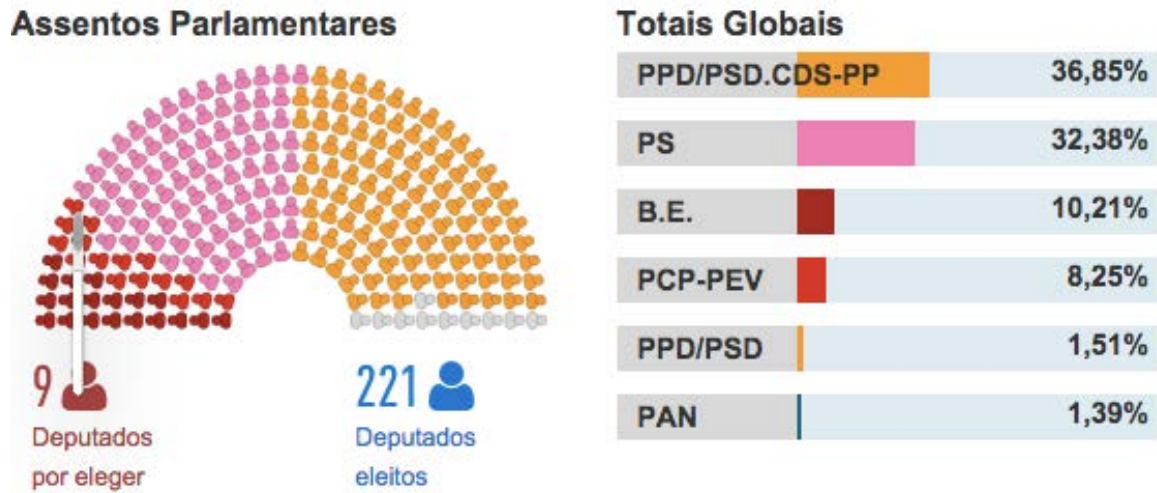 Assentos Parlamentares
9
Deputados
por eleger
221
Deputados
eleitos
Totais Globais
PPD/PSD.CDS-PP 36,85%
PS 32,38%
B.E. 10,21%
PCP-PEV 8,25%
PPD/PSD 1,51%
PAN 1,39%